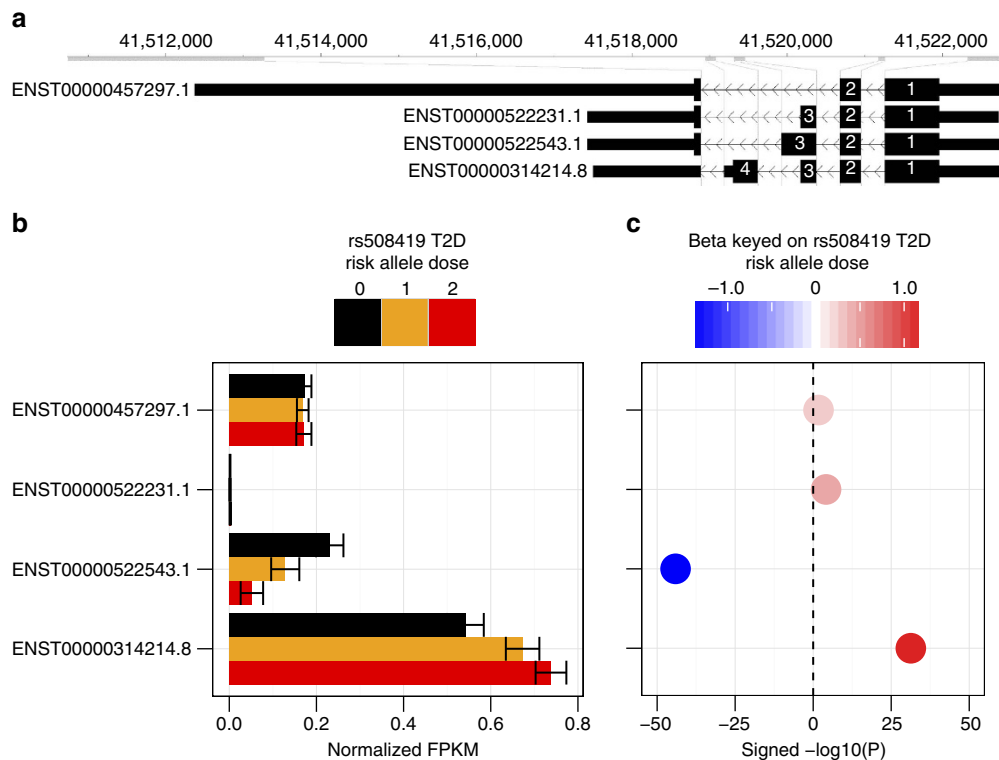 a
41,512,000 41,514,000 41,516,000 41,518,000 41,520,000 41,522,000
ENST00000457297.1 2 1
ENST00000522231.1 3 2 1
ENST00000522543.1 3 2 1
ENST00000314214.8 4 3 2 1
b
rs508419 T2D
risk allele dose
0 1 2
ENST00000457297.1
ENST00000522231.1
ENST00000522543.1
ENST00000314214.8
0.0 0.2 0.4 0.6 0.8
Normalized FPKM
c
Beta keyed on rs508419 T2D
risk allele dose
−1.0 0 1.0
−50 −25 0 25 50
Signed −log10(P)